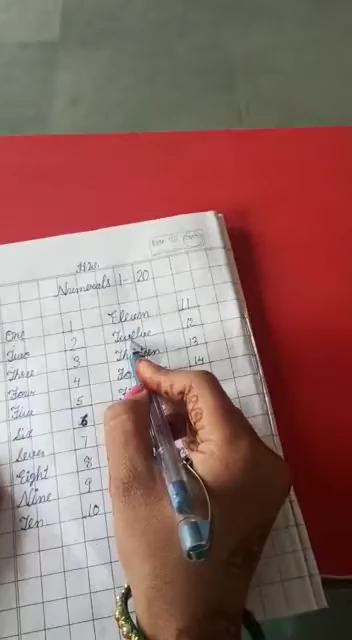 H.W.
Numerals 1-20
One 1 Eleven 11
Two 2 Twelve 12
Three 3 Thirteen 13
Four 4 14
Five 5
Six 6
Seven 7
Eight 8
Nine 9
Ten 10